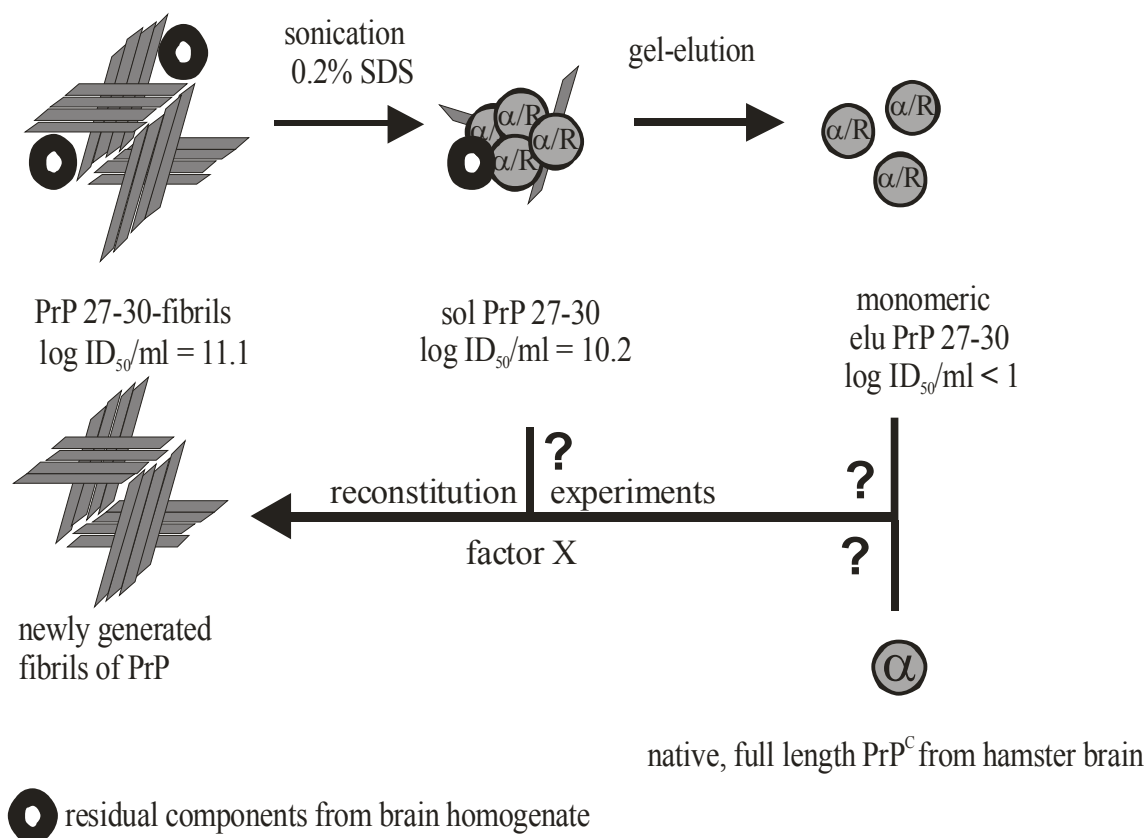 sonication
0.2% SDS
gel-elution
α/
α/R
α/R
α/R
α/R
α/R
α/R
PrP 27-30-fibrils
log ID₅₀/ml = 11.1
sol PrP 27-30
log ID₅₀/ml = 10.2
monomeric
elu PrP 27-30
log ID₅₀/ml < 1
?
?
reconstitution experiments
factor X
?
newly generated
fibrils of PrP
α
native, full length PrPᶜ from hamster brain
residual components from brain homogenate